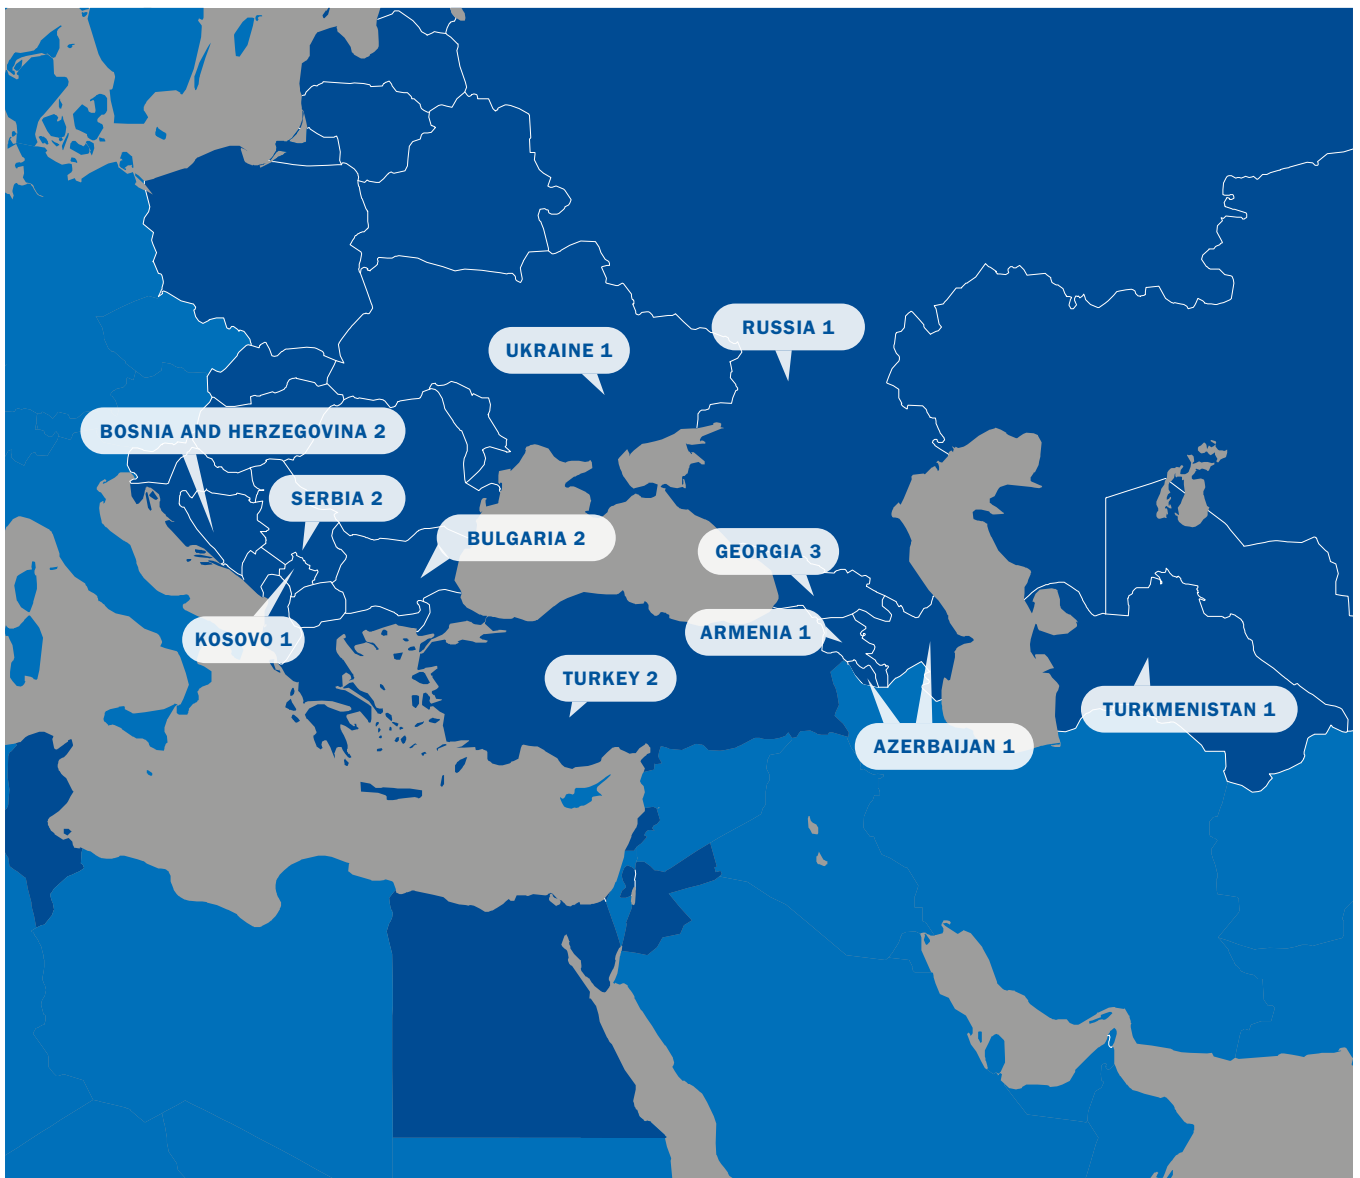 RUSSIA 1
UKRAINE 1
BOSNIA AND HERZEGOVINA 2
SERBIA 2
BULGARIA 2
GEORGIA 3
ARMENIA 1
KOSOVO 1
TURKEY 2
TURKMENISTAN 1
AZERBAIJAN 1